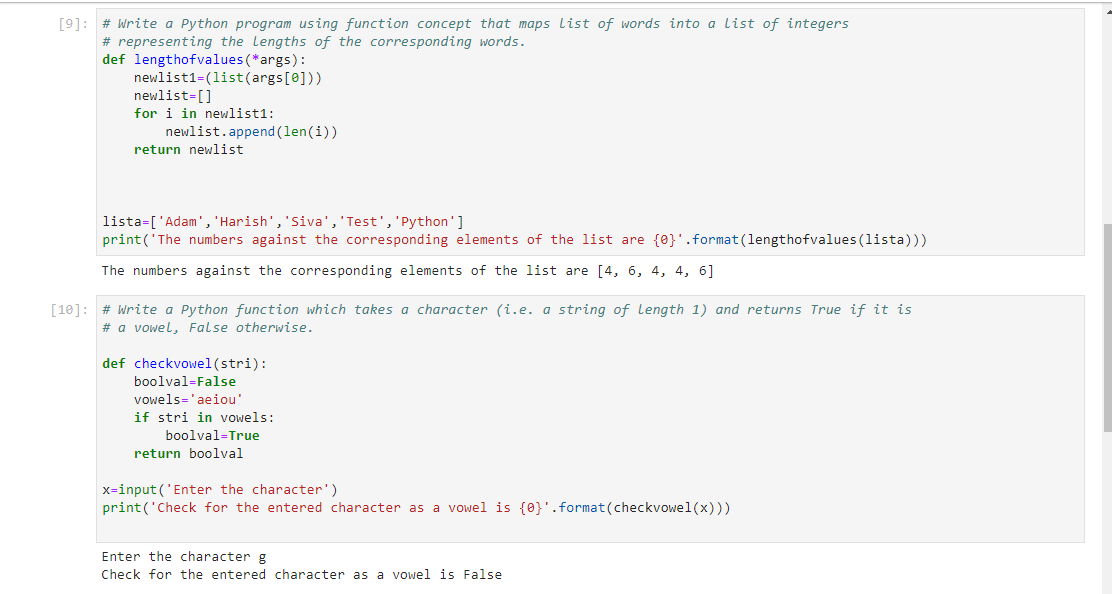 [9]: # Write a Python program using function concept that maps list of words into a list of integers
# representing the lengths of the corresponding words.
def lengthofvalues(*args):
    newlist1=(list(args[0]))
    newlist=[]
    for i in newlist1:
        newlist.append(len(i))
    return newlist
lista=['Adam','Harish','Siva','Test','Python']
print('The numbers against the corresponding elements of the list are {0}'.format(lengthofvalues(lista)))
The numbers against the corresponding elements of the list are [4, 6, 4, 4, 6]
[10]: # Write a Python function which takes a character (i.e. a string of length 1) and returns True if it is
# a vowel, False otherwise.
def checkvowel(stri):
    boolval=False
    vowels='aeiou'
    if stri in vowels:
        boolval=True
    return boolval
x=input('Enter the character')
print('Check for the entered character as a vowel is {0}'.format(checkvowel(x)))
Enter the character g
Check for the entered character as a vowel is False